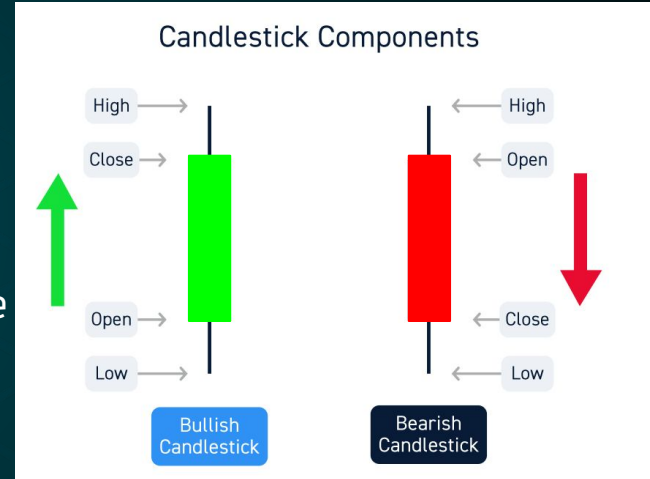 Candlestick Components
High
High
Close
Open
e
Open
Close
Low
Low
Bullish
Candlestick
Bearish
Candlestick